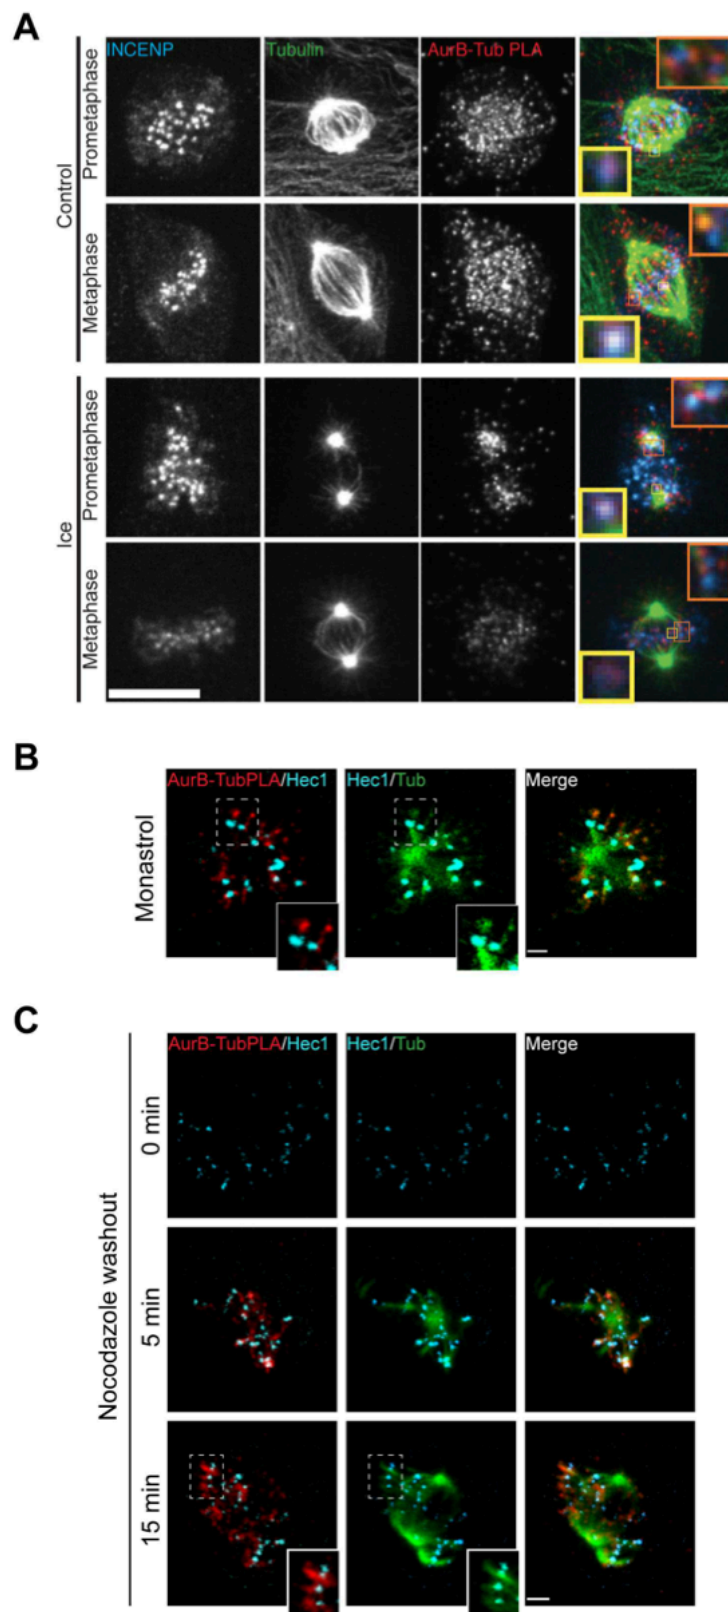 A
INCENP
Tubulin
AurB-Tub PLA
Control
Prometaphase
Metaphase
Ice
Prometaphase
Metaphase
B
AurB-TubPLA/Hec1
Hec1/Tub
Merge
Monastrol
C
AurB-TubPLA/Hec1
Hec1/Tub
Merge
Nocodazole washout
0 min
5 min
15 min